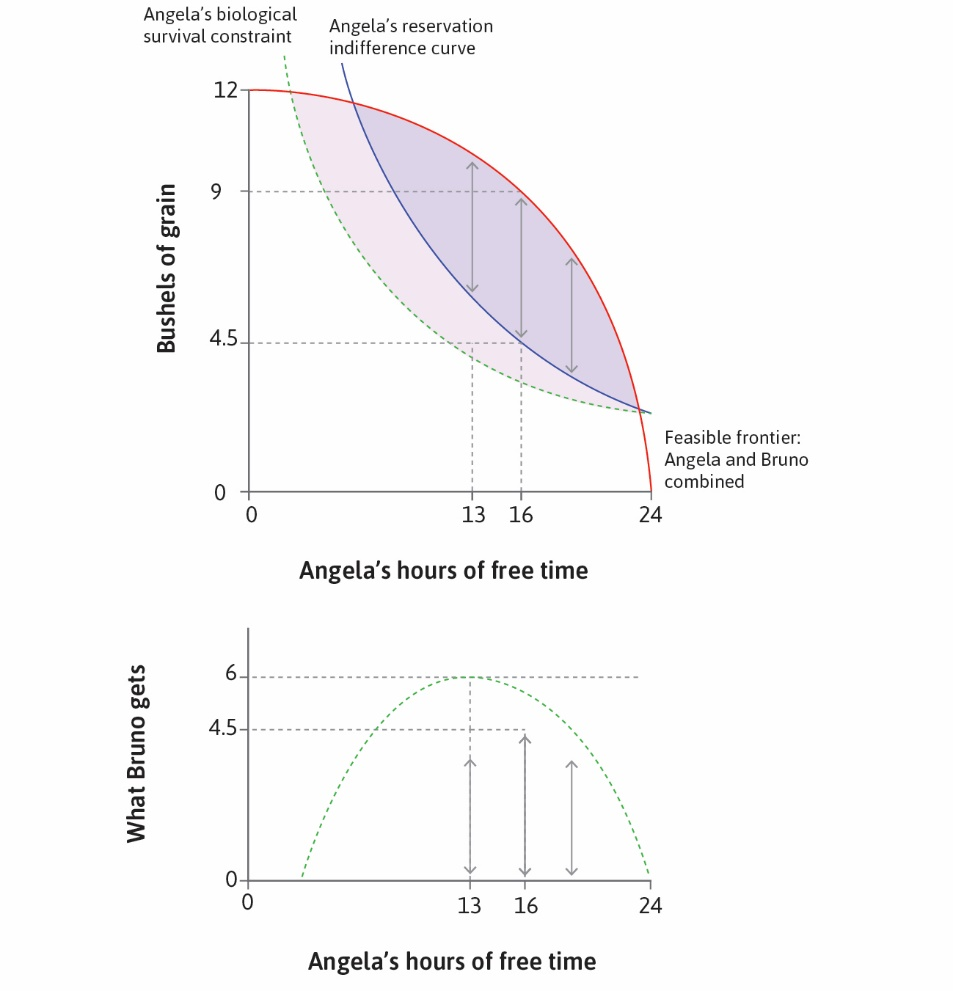 Angela's biological
survival constraint
Angela's reservation
indifference curve
12
9
4.5
0
Bushels of grain
0
13
16
24
Feasible frontier:
Angela and Bruno
combined
Angela's hours of free time
6
4.5
0
What Bruno gets
0
13
16
24
Angela's hours of free time